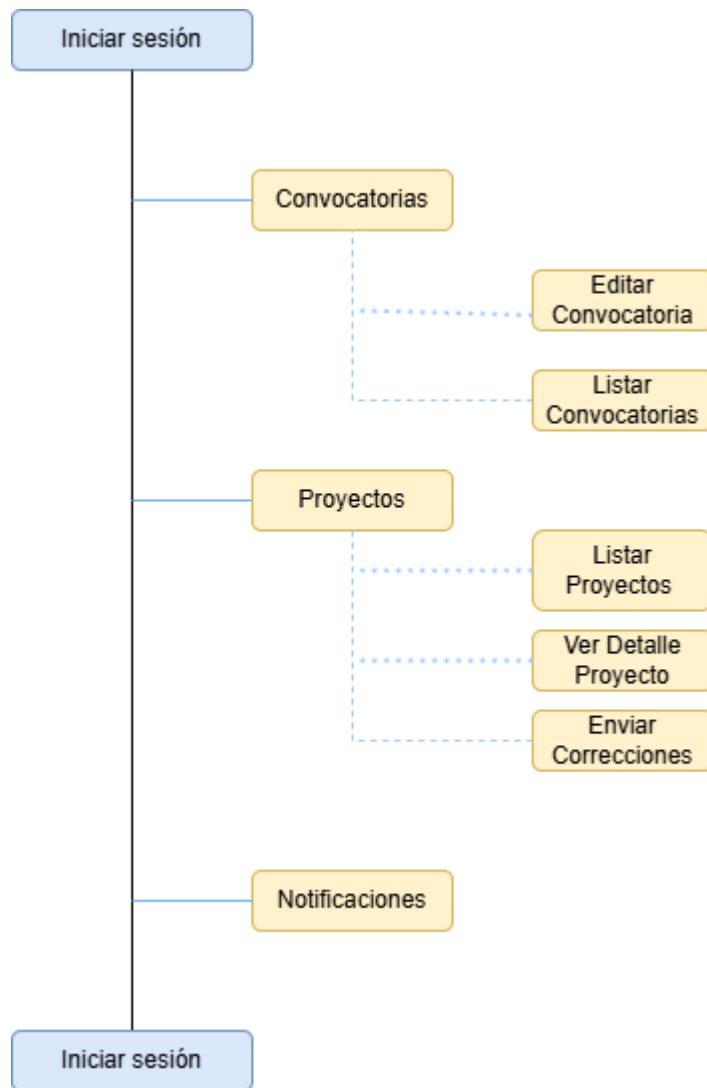 Iniciar sesión
Convocatorias
Editar
Convocatoria
Listar
Convocatorias
Proyectos
Listar
Proyectos
Ver Detalle
Proyecto
Enviar
Correcciones
Notificaciones
Iniciar sesión